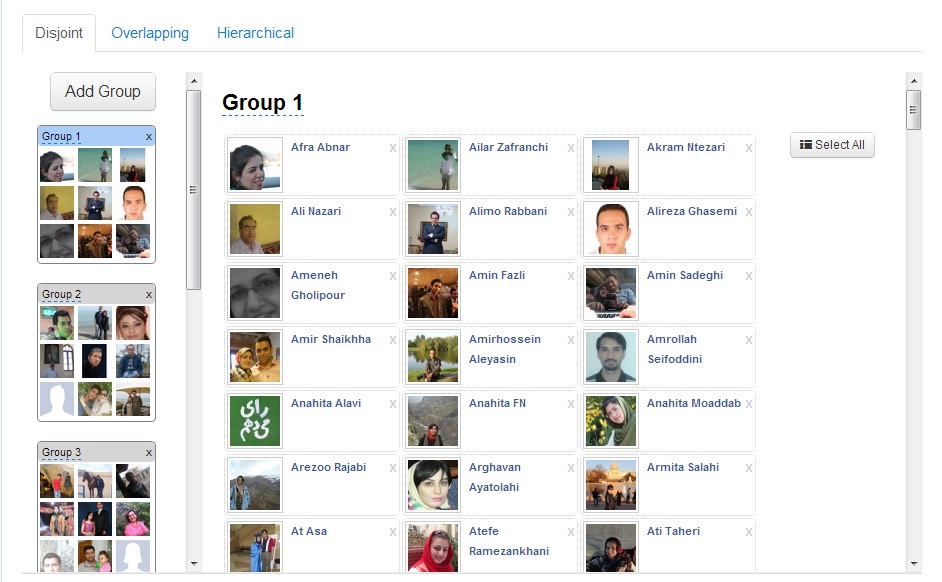 Disjoint
Overlapping
Hierarchical
Add Group
Group 1
x
Group 2
x
Group 3
x
Group 1
Select All
Afra Abnar
x
Ailar Zafranchi
x
Akram Ntezari
x
Ali Nazari
x
Alimo Rabbani
x
Alireza Ghasemi
x
Ameneh
Gholipour
x
Amin Fazli
x
Amin Sadeghi
x
Amir Shaikhha
x
Amirhossein
Aleyasin
x
Amrollah
Seifoddini
x
رای
می‌دهم
Anahita Alavi
x
Anahita FN
x
Anahita Moaddab
x
Arezoo Rajabi
x
Arghavan
Ayatolahi
x
Armita Salahi
x
At Asa
x
Atefe
Ramezankhani
x
Ati Taheri
x